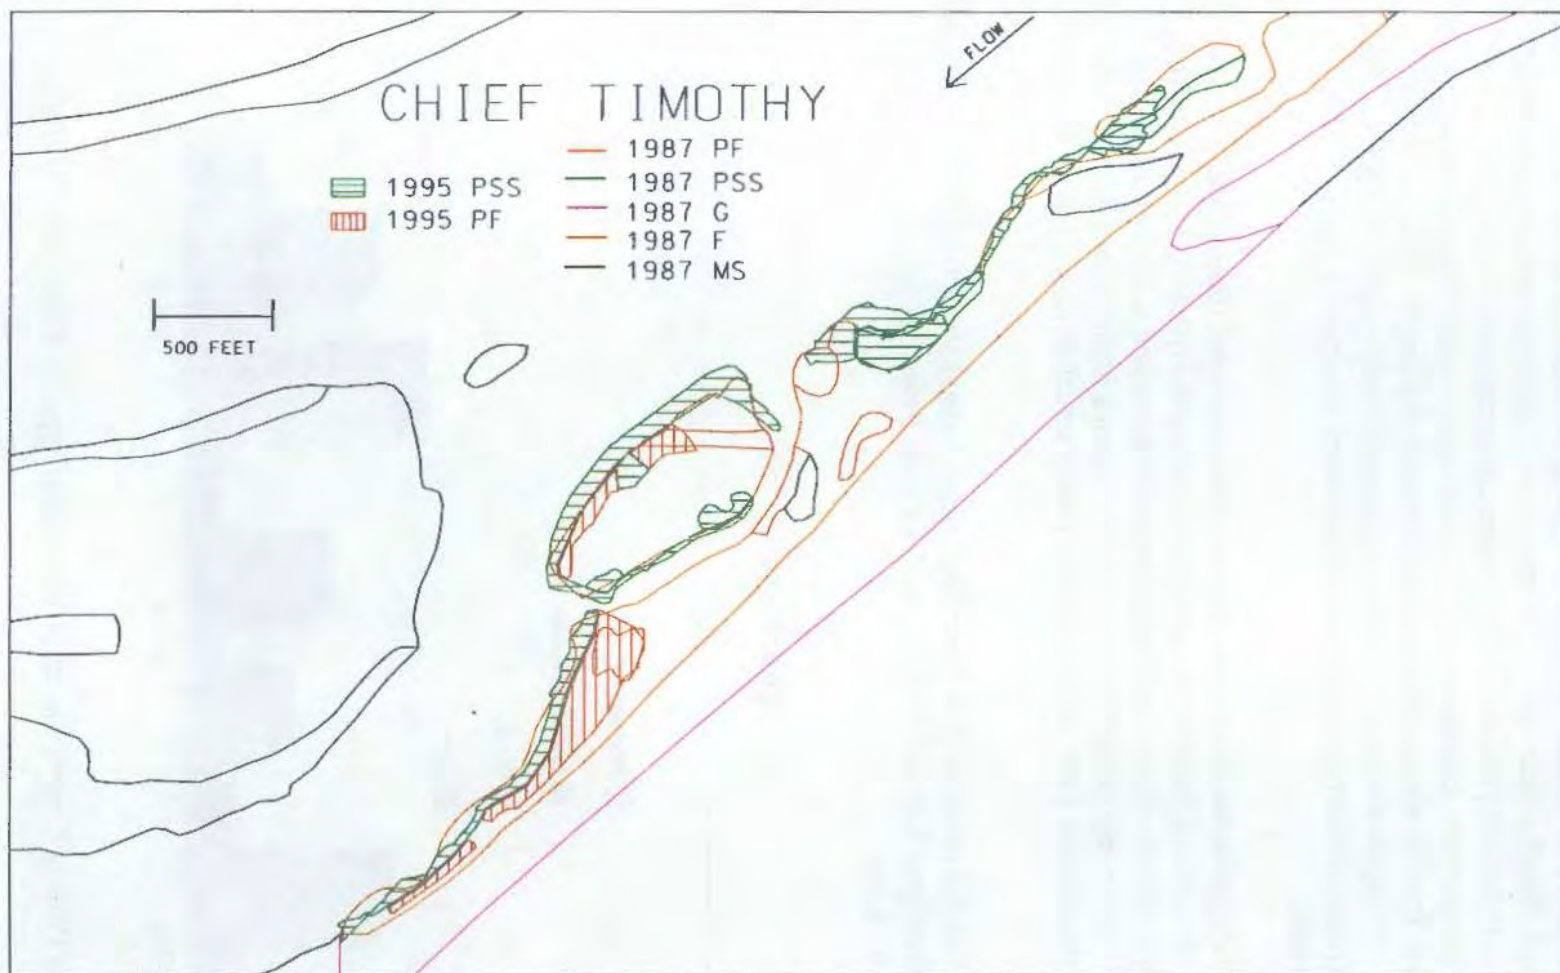 FLOW
CHIEF TIMOTHY
1995 PSS
1995 PF
1987 PF
1987 PSS
1987 G
1987 F
1987 MS
500 FEET